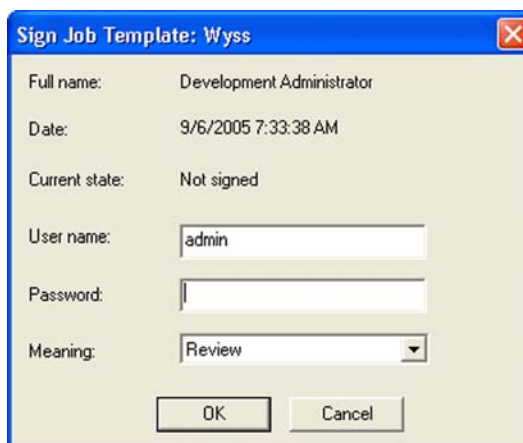 Sign Job Template: Wyss
Full name: Development Administrator
Date: 9/6/2005 7:33:38 AM
Current state: Not signed
User name: admin
Password:
Meaning: Review
OK Cancel